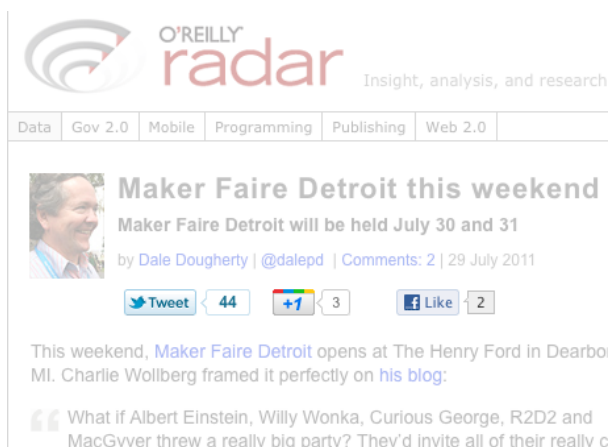 O'REILLY
radar
Insight, analysis, and research
Data Gov 2.0 Mobile Programming Publishing Web 2.0
Maker Faire Detroit this weekend
Maker Faire Detroit will be held July 30 and 31
by Dale Dougherty | @dalepd | Comments: 2 | 29 July 2011
Tweet 44 +1 3 Like 2
This weekend, Maker Faire Detroit opens at The Henry Ford in
MI. Charlie Wollberg framed it perfectly on his blog:
“ What if Albert Einstein, Willy Wonka, Curious George, R2D2 and
MacGyver threw a really big party? They'd invite all of their really